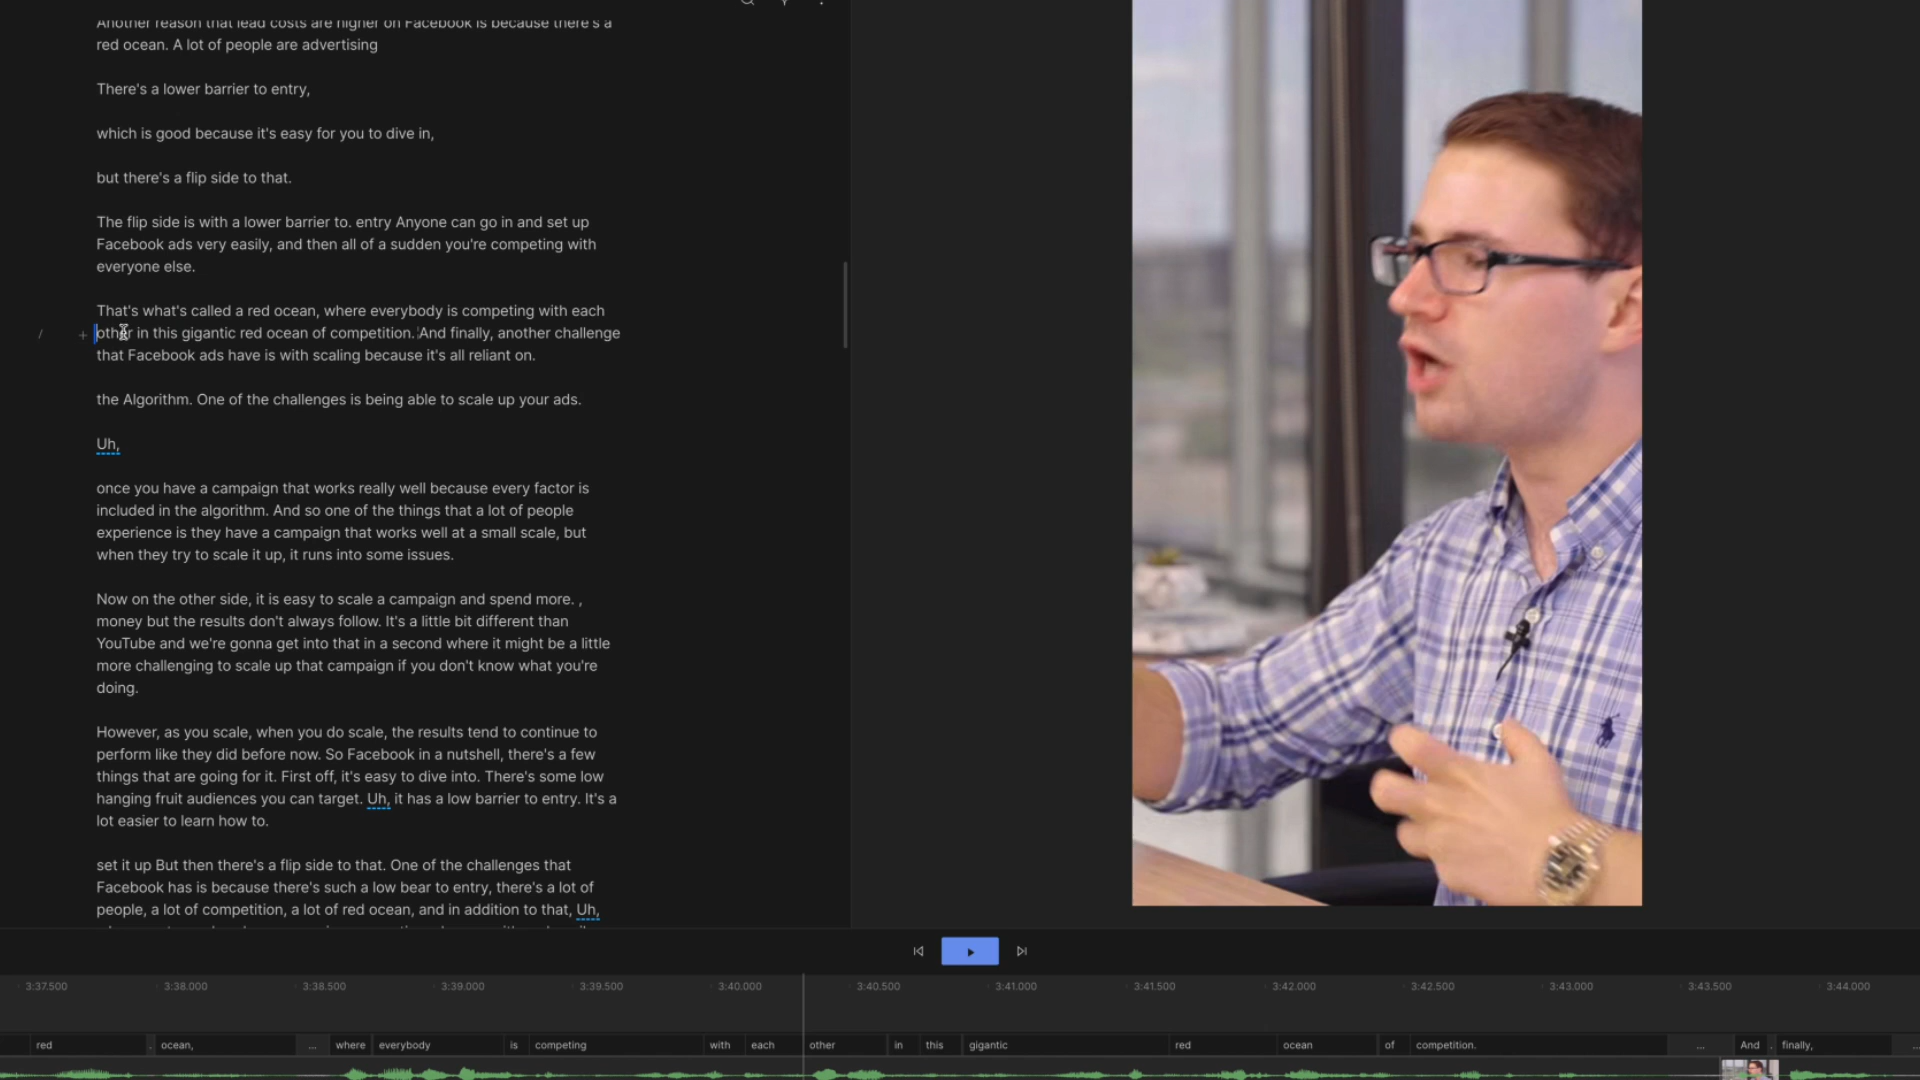 Another reason that lead costs are higher on Facebook is because there's a
red ocean. A lot of people are advertising
There's a lower barrier to entry,
which is good because it's easy for you to dive in,
but there's a flip side to that.
The flip side is with a lower barrier to. entry Anyone can go in and set up
Facebook ads very easily, and then all of a sudden you're competing with
everyone else.
That's what's called a red ocean, where everybody is competing with each
other in this gigantic red ocean of competition. And finally, another challenge
that Facebook ads have is with scaling because it's all reliant on.
the Algorithm. One of the challenges is being able to scale up your ads.
Uh,
once you have a campaign that works really well because every factor is
included in the algorithm. And so one of the things that a lot of people
experience is they have a campaign that works well at a small scale, but
when they try to scale it up, it runs into some issues.
Now on the other side, it is easy to scale a campaign and spend more. ,
money but the results don't always follow. It's a little bit different than
YouTube and we're gonna get into that in a second where it might be a little
more challenging to scale up that campaign if you don't know what you're
doing.
However, as you scale, when you do scale, the results tend to continue to
perform like they did before now. So Facebook in a nutshell, there's a few
things that are going for it. First off, it's easy to dive into. There's some low
hanging fruit audiences you can target. Uh, it has a low barrier to entry. It's a
lot easier to learn how to.
set it up But then there's a flip side to that. One of the challenges that
Facebook has is because there's such a low bear to entry, there's a lot of
people, a lot of competition, a lot of red ocean, and in addition to that, Uh,
3:37.500 3:38.000 3:38.500 3:39.000 3:39.500 3:40.000 3:40.500 3:41.000 3:41.500 3:42.000 3:42.500 3:43.000 3:43.500 3:44.000
red . ocean, ... where everybody is competing with each other in this gigantic red ocean of competition. ... And . finally, ...